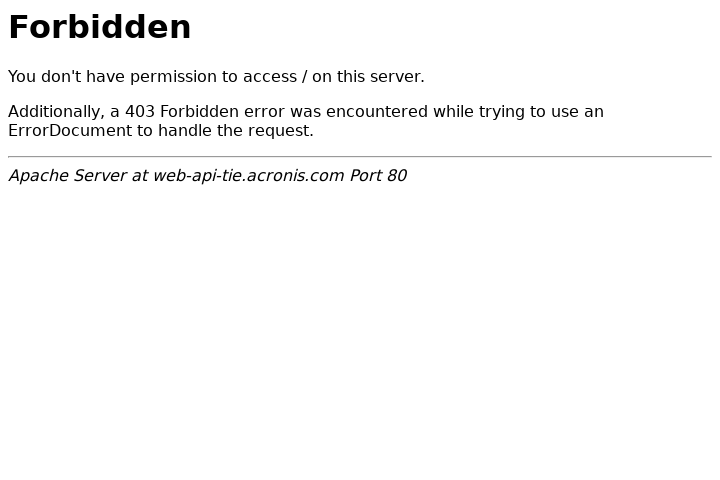 Forbidden
You don't have permission to access / on this server.
Additionally, a 403 Forbidden error was encountered while trying to use an
ErrorDocument to handle the request.
Apache Server at web-api-tie.acronis.com Port 80